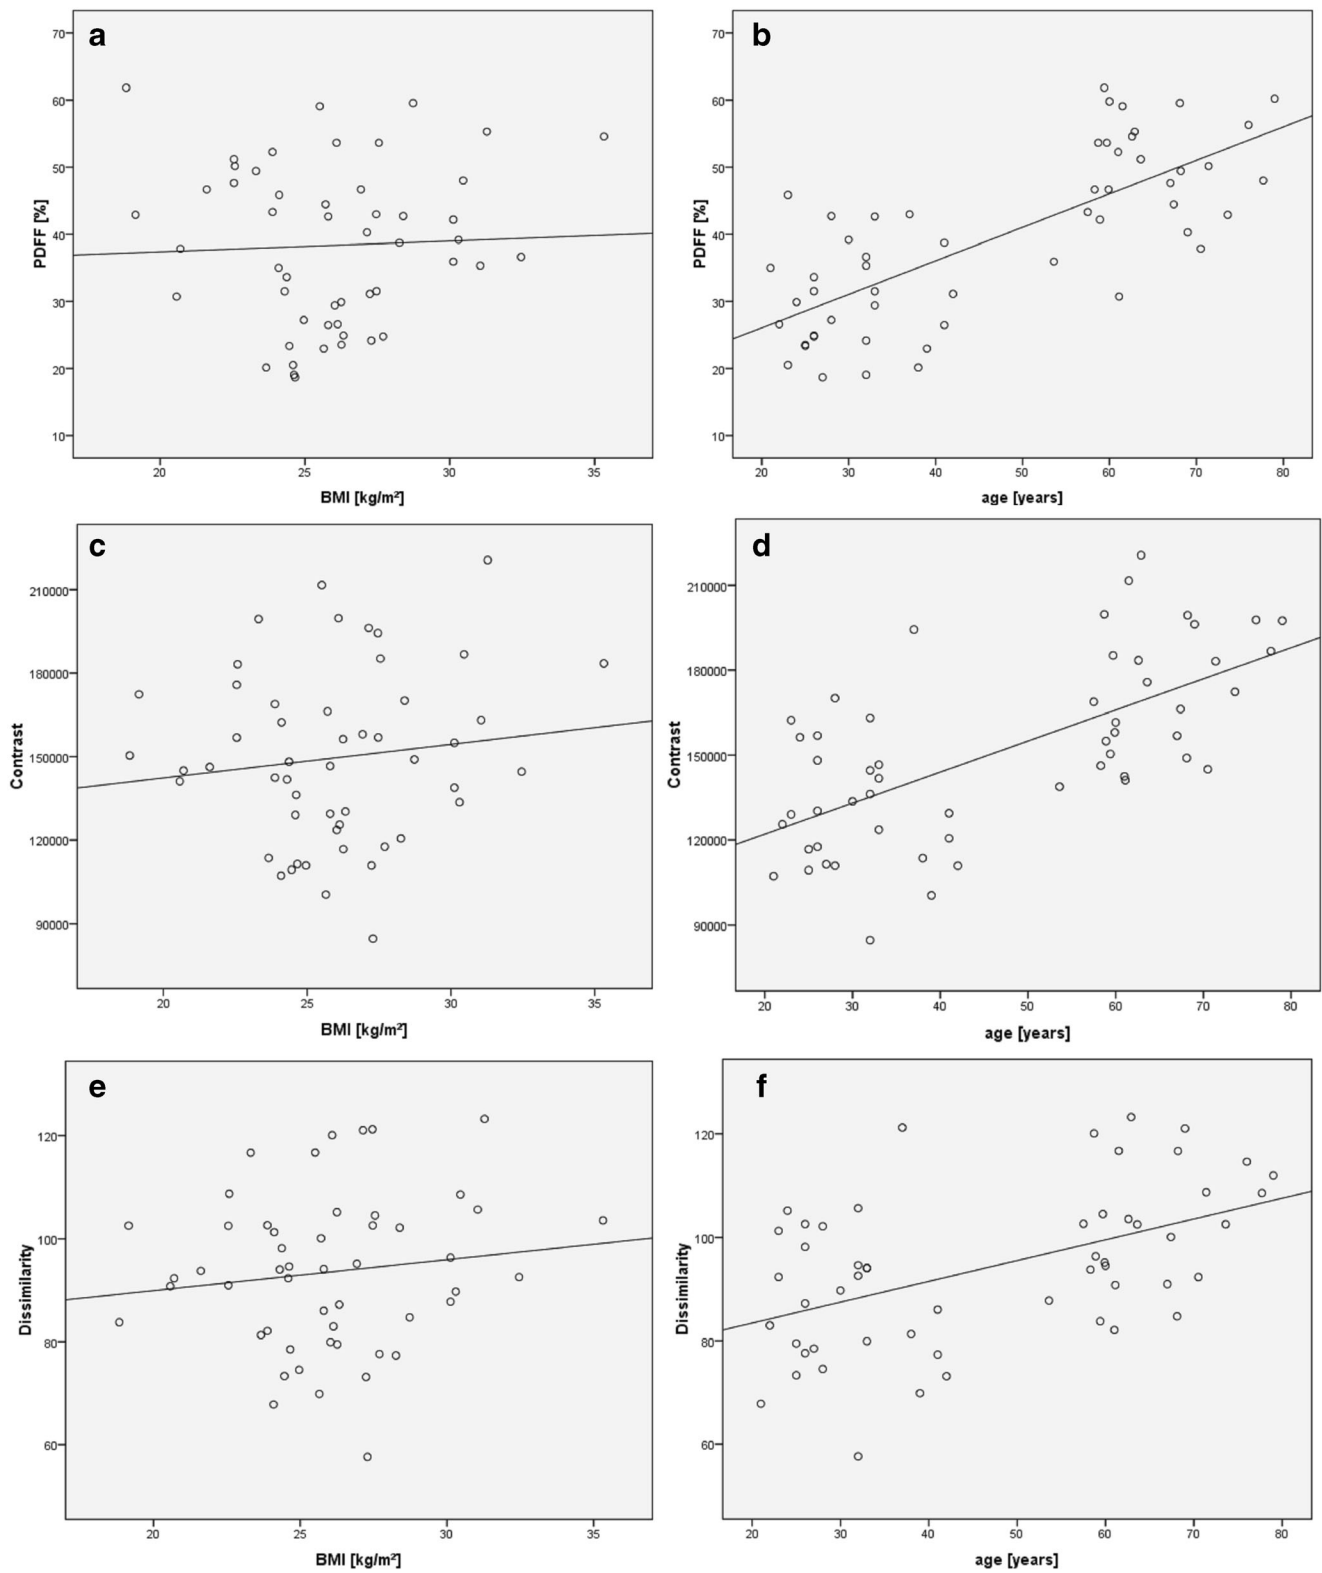 a
70
60
50
40
30
20
10
PDFF [%]
20 25 30 35
BMI [kg/m²]
b
70
60
50
40
30
20
10
PDFF [%]
20 30 40 50 60 70 80
age [years]
c
210000
180000
150000
120000
90000
Contrast
20 25 30 35
BMI [kg/m²]
d
210000
180000
150000
120000
90000
Contrast
20 30 40 50 60 70 80
age [years]
e
120
100
80
60
Dissimilarity
20 25 30 35
BMI [kg/m²]
f
120
100
80
60
Dissimilarity
20 30 40 50 60 70 80
age [years]